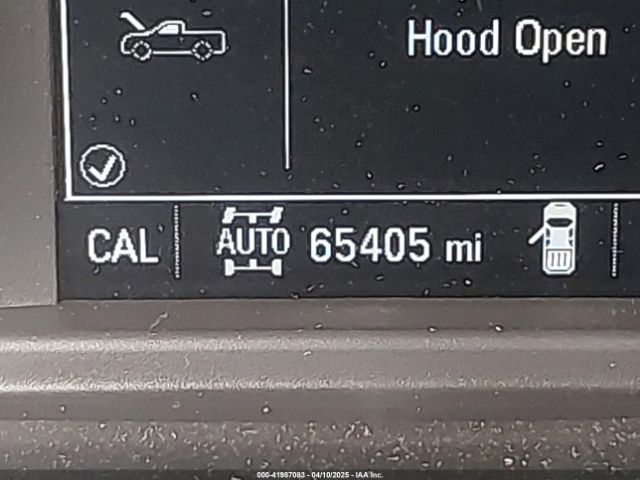 Hood Open
CAL AUTO 65405 mi
000-41987083 - 04/10/2025 - IAA Inc.